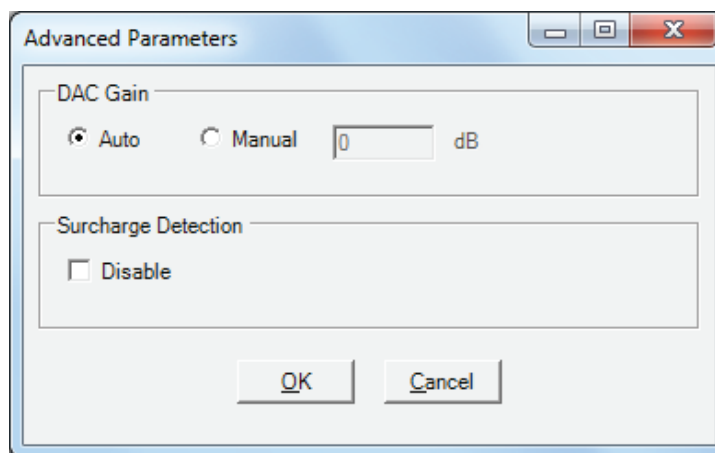 Advanced Parameters
DAC Gain
Auto Manual 0 dB
Surcharge Detection
Disable
OK Cancel